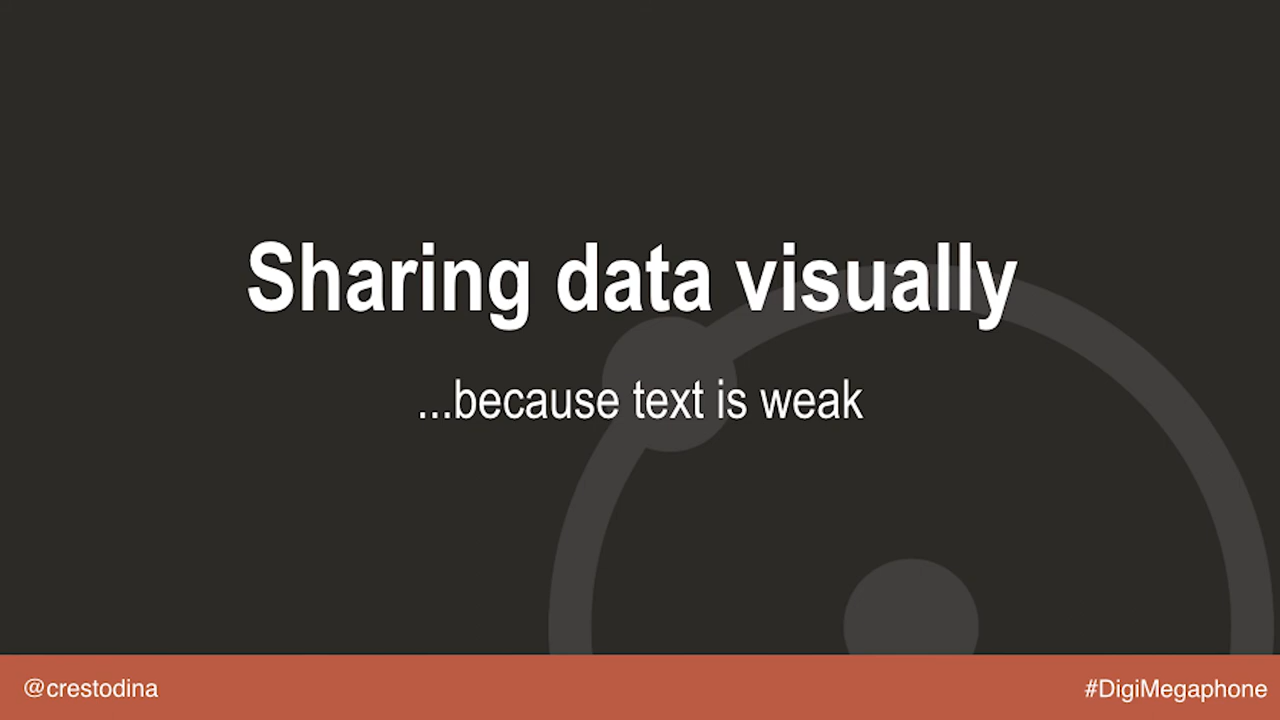 Sharing data visually
...because text is weak
@crestodina
#DigiMegaphone